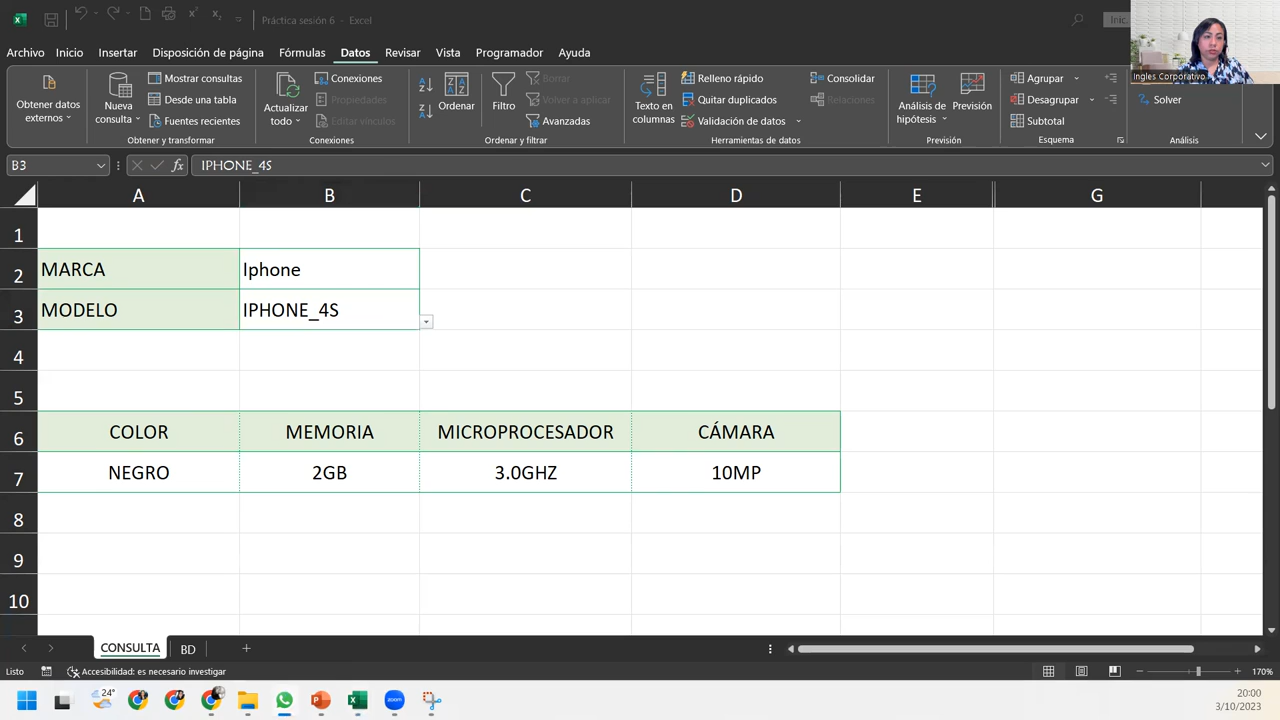 Práctica sesión 6 - Excel
Inic
Ingles Corporativo
Archivo Inicio Insertar Disposición de página Fórmulas Datos Revisar Vista Programador Ayuda
Obtener datos externos
Nueva consulta
Mostrar consultas
Desde una tabla
Fuentes recientes
Obtener y transformar
Actualizar todo
Conexiones
Propiedades
Editar vínculos
Conexiones
Ordenar
Filtro
Borrar
Volver a aplicar
Avanzadas
Ordenar y filtrar
Texto en columnas
Relleno rápido
Quitar duplicados
Validación de datos
Consolidar
Relaciones
Herramientas de datos
Análisis de hipótesis
Previsión
Previsión
Agrupar
Desagrupar
Subtotal
Esquema
Solver
Análisis
B3 fx IPHONE_4S
A B C D E G
1
2 MARCA Iphone
3 MODELO IPHONE_4S
4
5
6 COLOR MEMORIA MICROPROCESADOR CÁMARA
7 NEGRO 2GB 3.0GHZ 10MP
8
9
10
CONSULTA BD
Listo Accesibilidad: es necesario investigar 170%
24°
20:00
3/10/2023